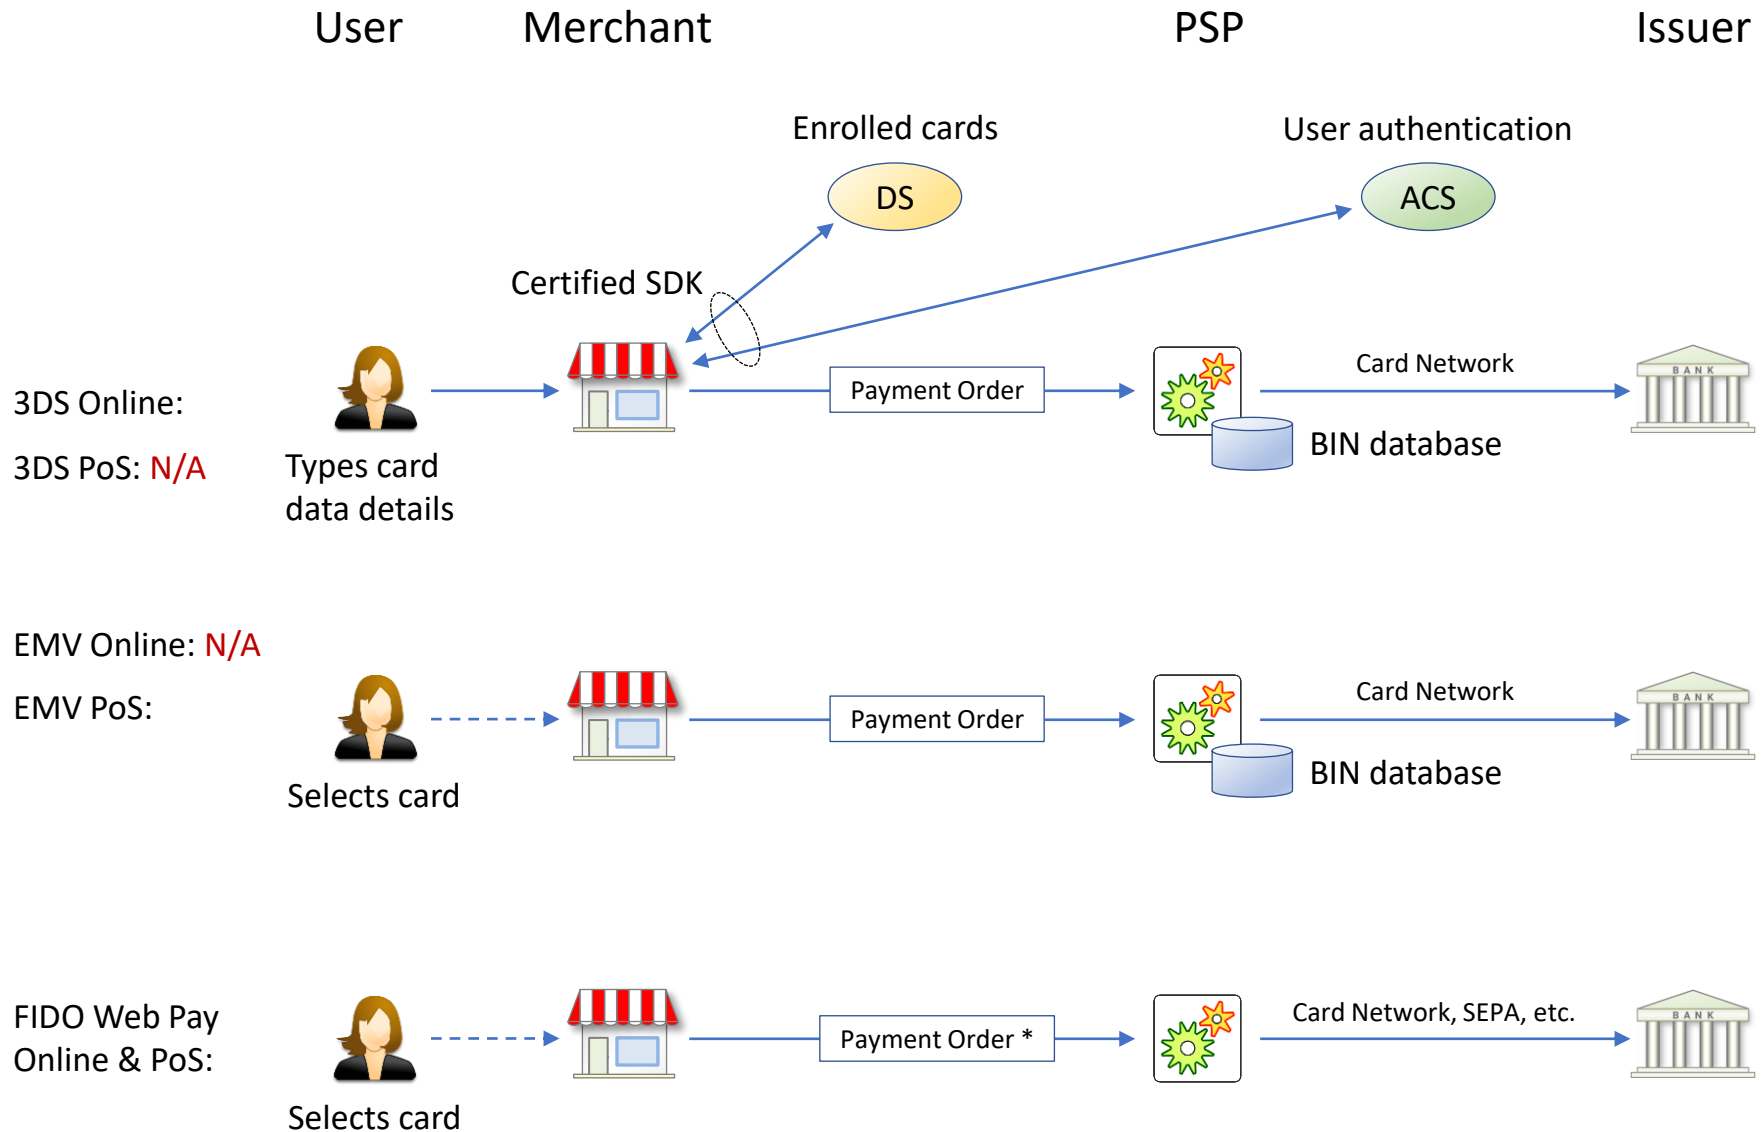 User
Merchant
PSP
Issuer
Enrolled cards
User authentication
DS
ACS
Certified SDK
3DS Online:
3DS PoS: N/A
Types card
data details
Payment Order
Card Network
BANK
BIN database
EMV Online: N/A
EMV PoS:
Selects card
Payment Order
Card Network
BANK
BIN database
FIDO Web Pay
Online & PoS:
Selects card
Payment Order *
Card Network, SEPA, etc.
BANK